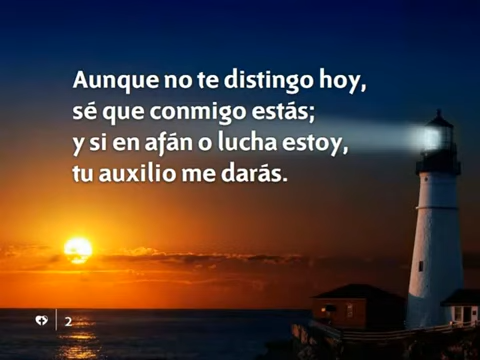 Aunque no te distingo hoy,
sé que conmigo estás;
y si en afán o lucha estoy,
tu auxilio me darás.
2